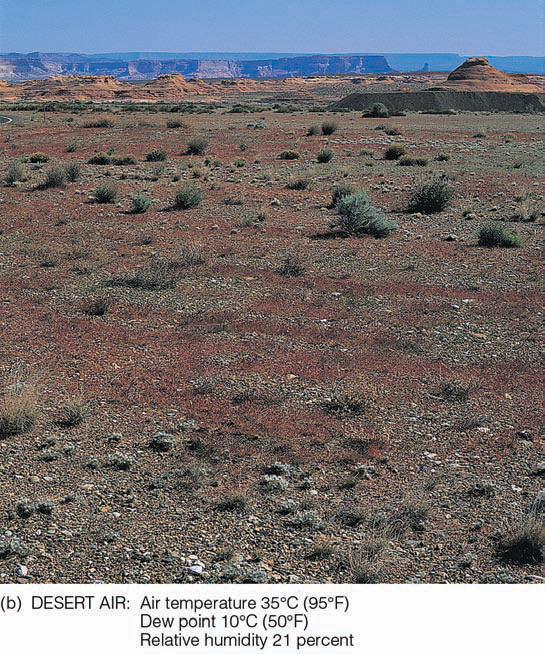 (b) DESERT AIR: Air temperature 35°C (95°F)
Dew point 10°C (50°F)
Relative humidity 21 percent